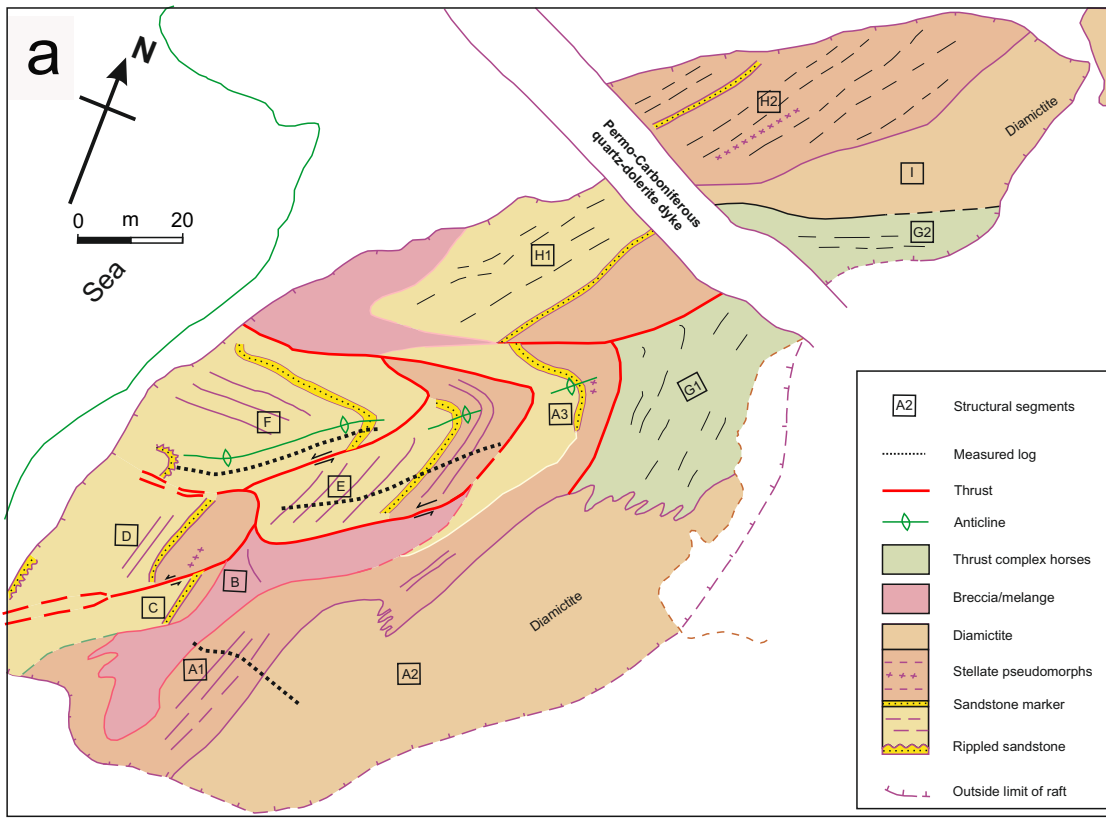 a
N
0 m 20
Sea
Permo-Carboniferous
quartz-dolerite dyke
H2
Diamictite
I
G2
H1
G1
A3
F
E
D
B
C
A1
A2
Diamictite
A2 Structural segments
Measured log
Thrust
Anticline
Thrust complex horses
Breccia/melange
Diamictite
Stellate pseudomorphs
Sandstone marker
Rippled sandstone
Outside limit of raft